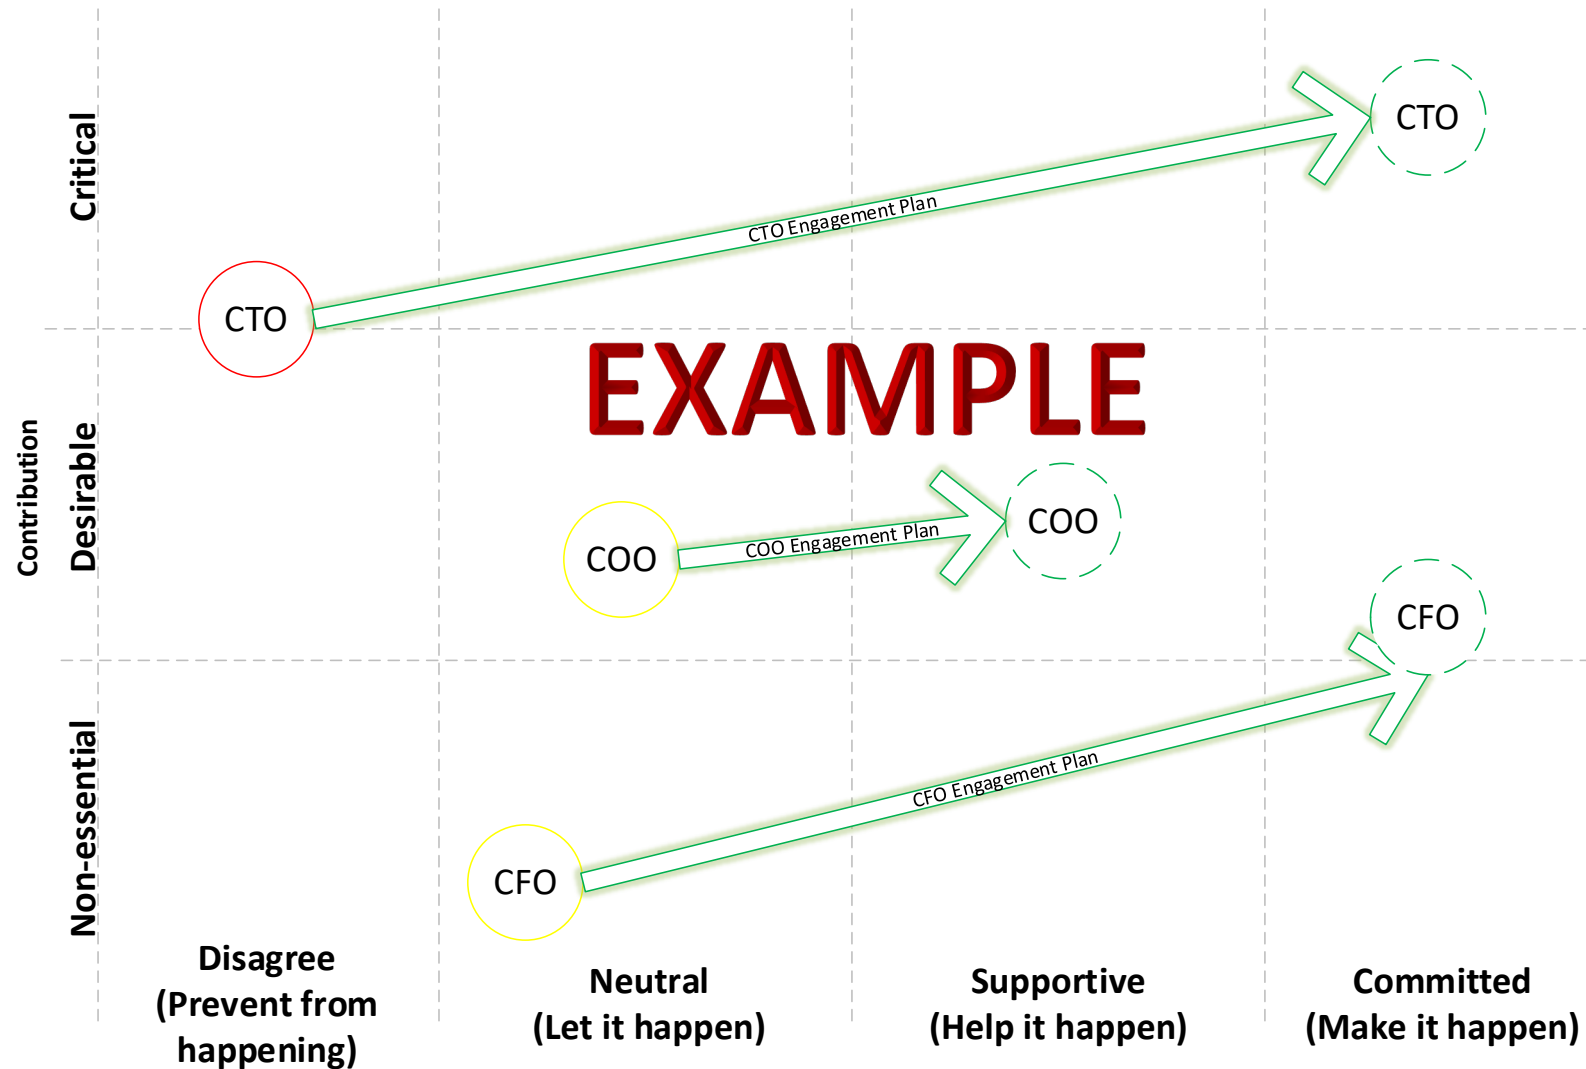 Contribution
Critical
Desirable
Non-essential
CTO
CTO Engagement Plan
CTO
EXAMPLE
COO
COO Engagement Plan
COO
CFO
CFO Engagement Plan
CFO
Disagree
(Prevent from
happening)
Neutral
(Let it happen)
Supportive
(Help it happen)
Committed
(Make it happen)